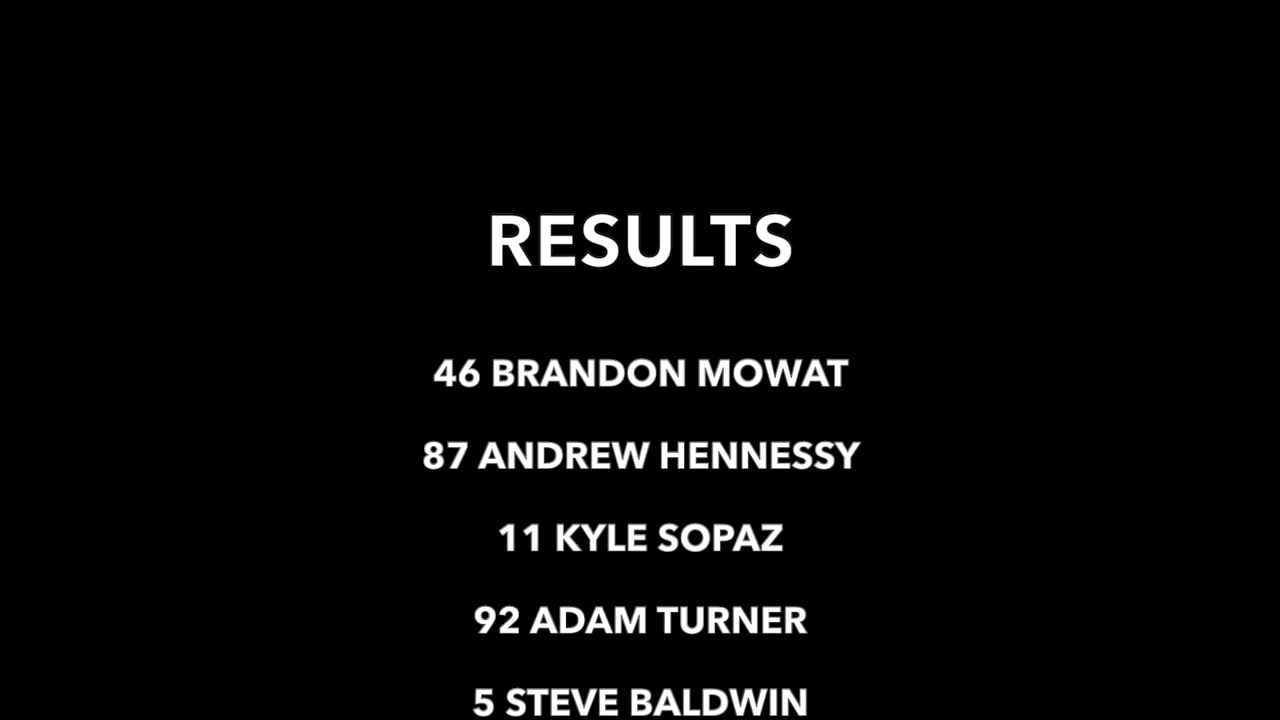 RESULTS
46 BRANDON MOWAT
87 ANDREW HENNESSY
11 KYLE SOPAZ
92 ADAM TURNER
5 STEVE BALDWIN